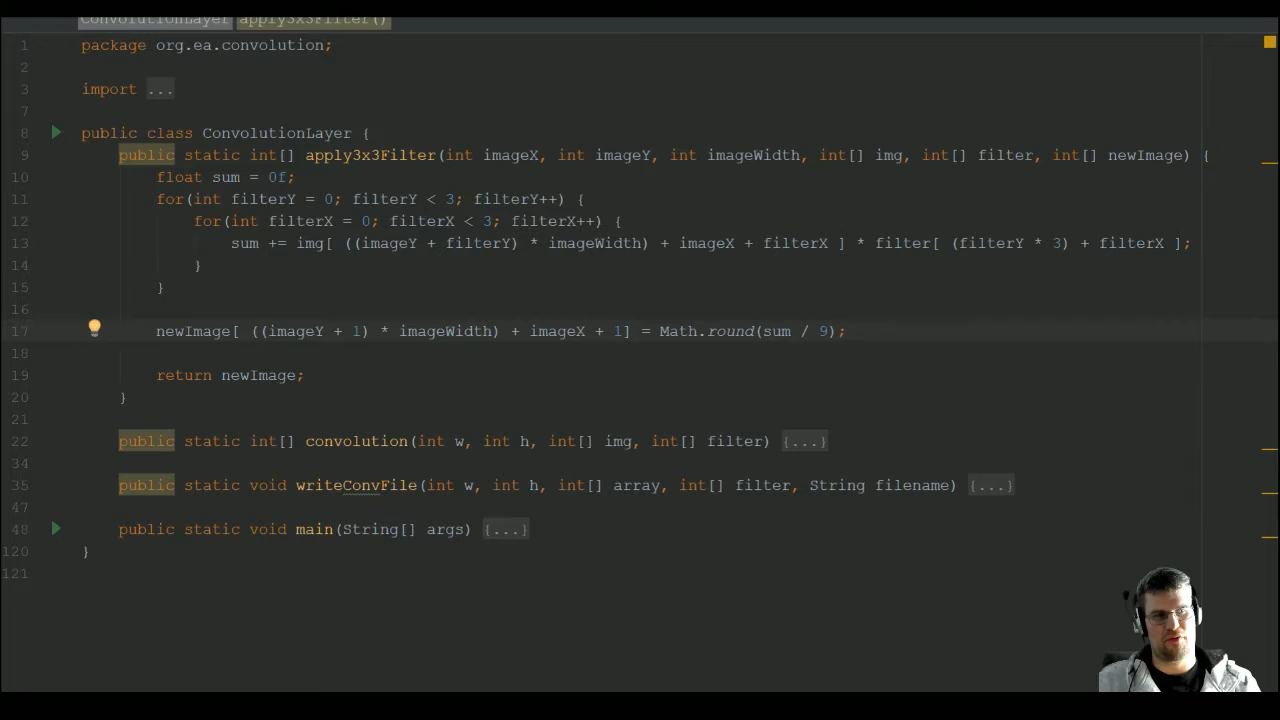 ConvolutionLayer apply3x3Filter()
1 package org.ea.convolution;
2
3 import ...
7
8 public class ConvolutionLayer {
9 public static int[] apply3x3Filter(int imageX, int imageY, int imageWidth, int[] img, int[] filter, int[] newImage) {
10 float sum = 0f;
11 for(int filterY = 0; filterY < 3; filterY++) {
12 for(int filterX = 0; filterX < 3; filterX++) {
13 sum += img[ ((imageY + filterY) * imageWidth) + imageX + filterX ] * filter[ (filterY * 3) + filterX ];
14 }
15 }
16
17 newImage[ ((imageY + 1) * imageWidth) + imageX + 1] = Math.round(sum / 9);
18
19 return newImage;
20 }
21
22 public static int[] convolution(int w, int h, int[] img, int[] filter) {...}
34
35 public static void writeConvFile(int w, int h, int[] array, int[] filter, String filename) {...}
47
48 public static void main(String[] args) {...}
120 }
121